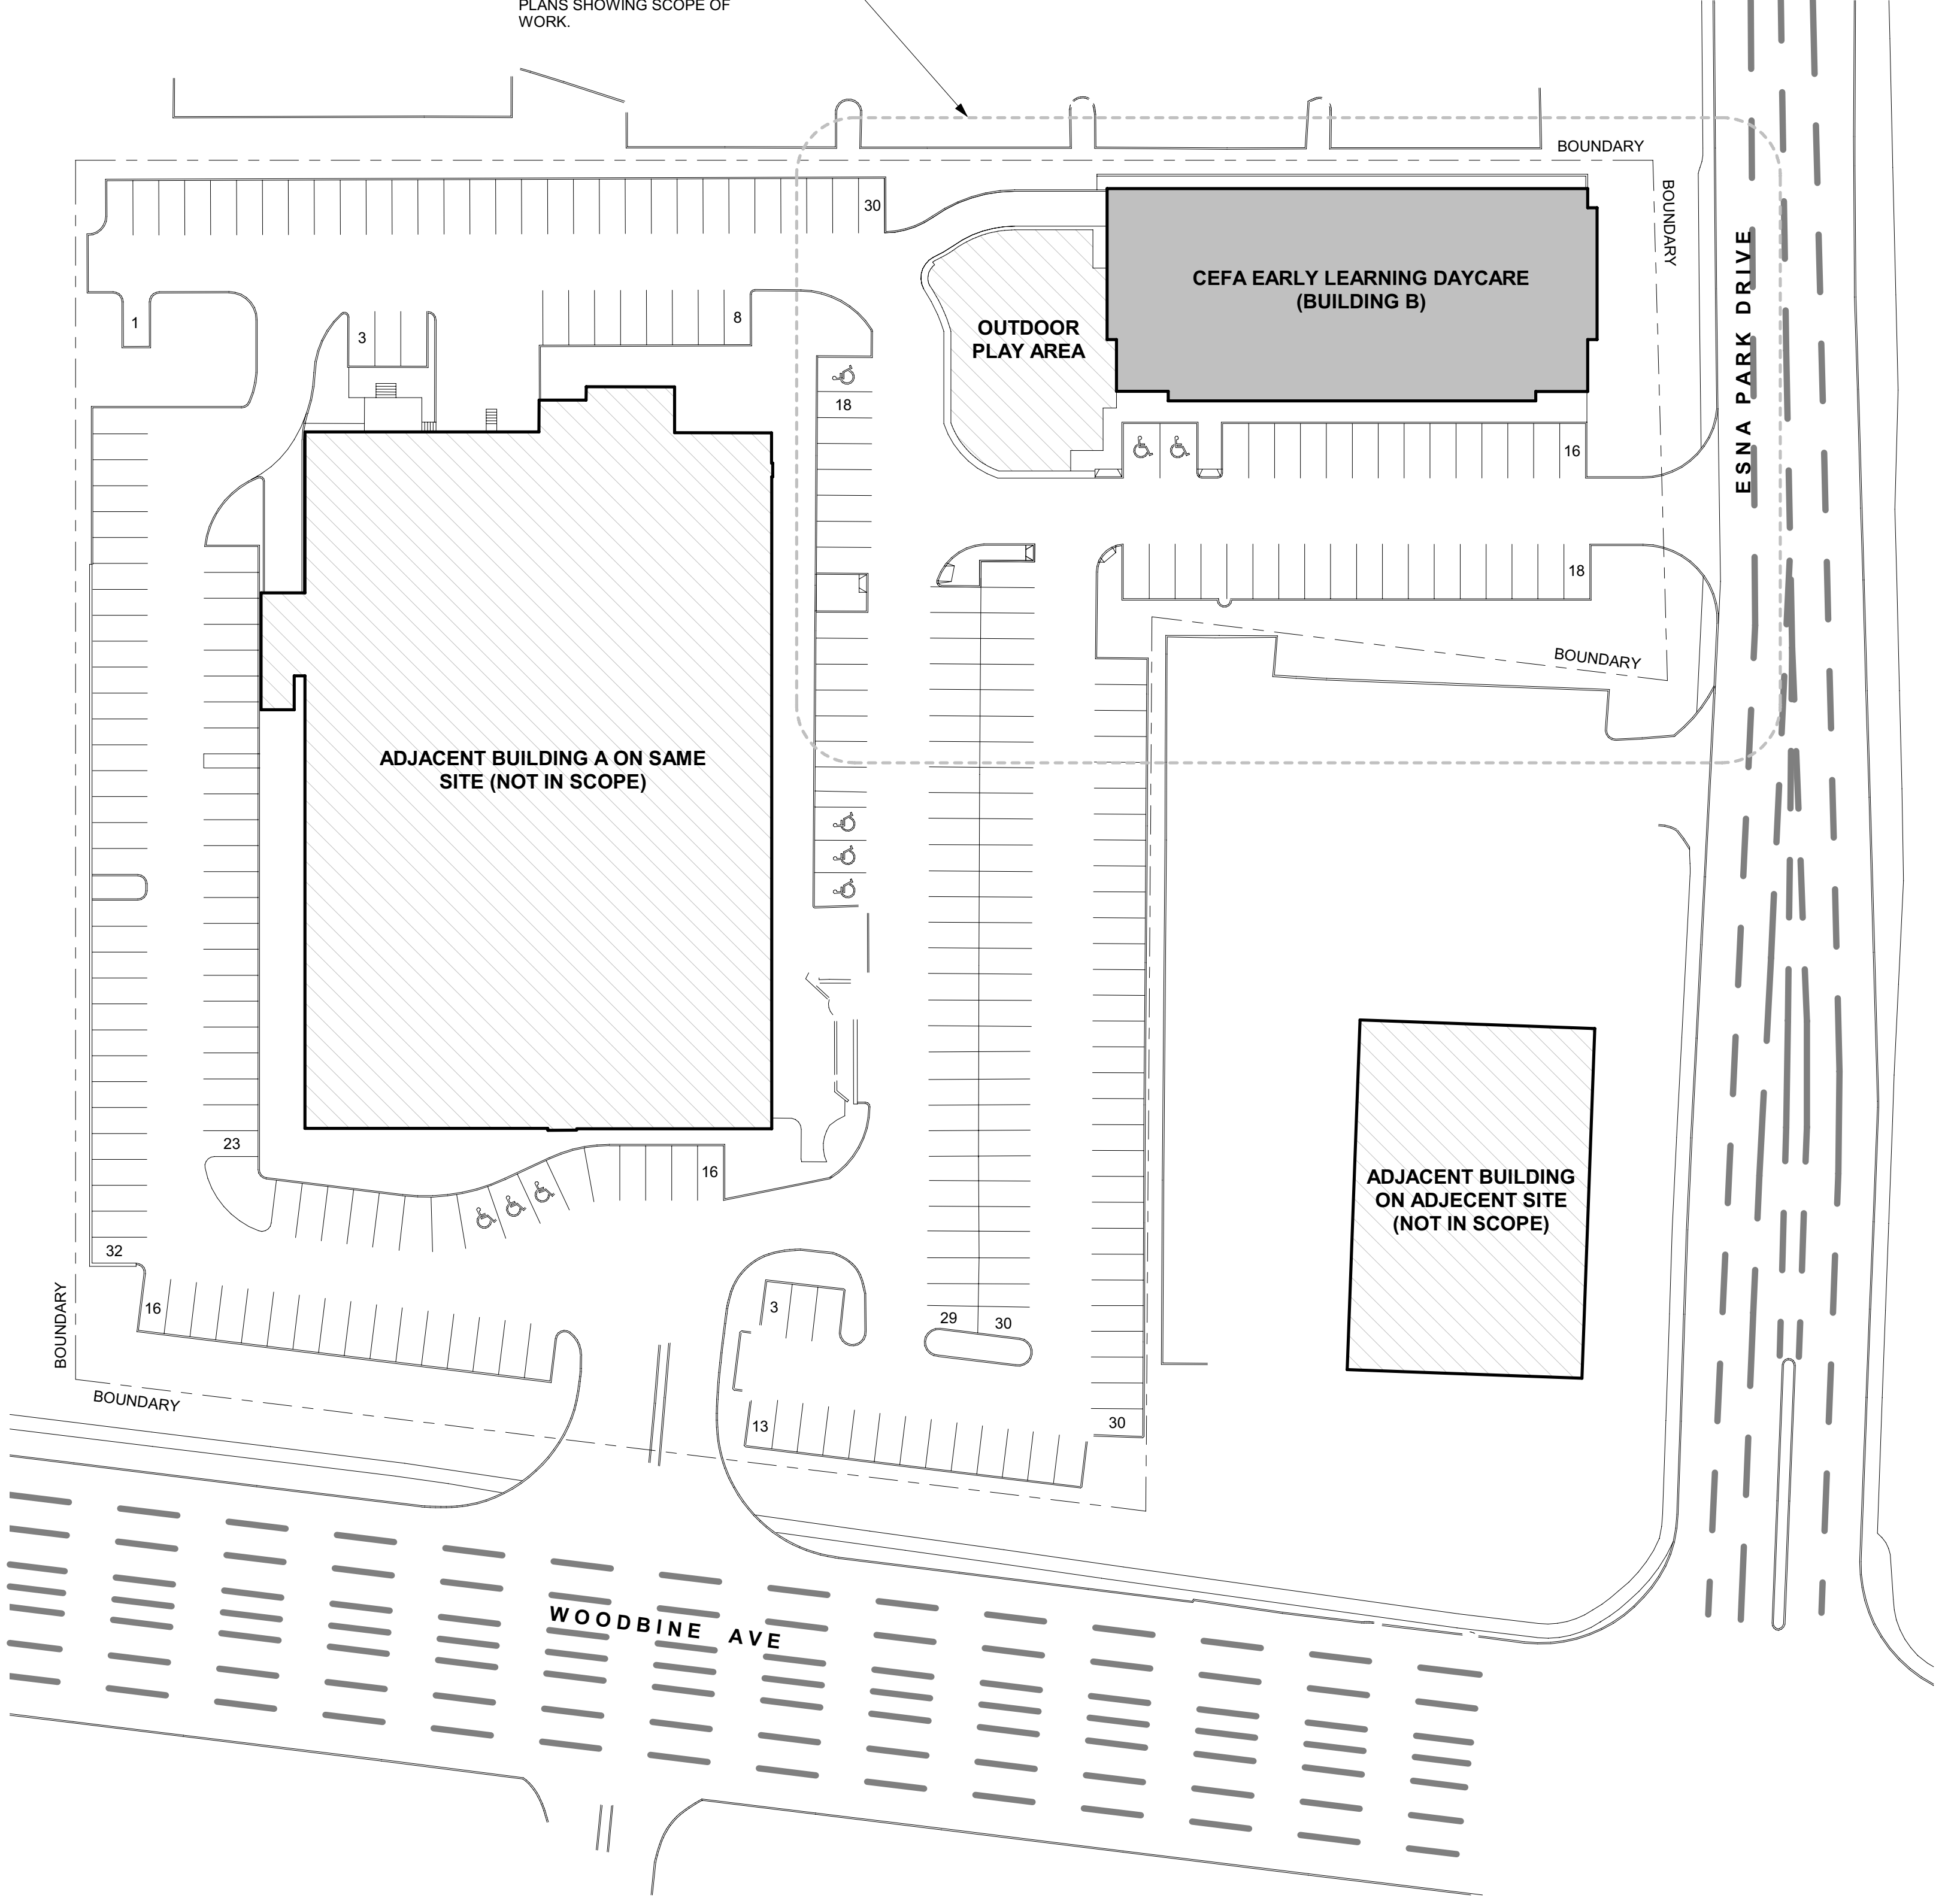 PLANS SHOWING SCOPE OF
WORK.
BOUNDARY
BOUNDARY
30
CEFA EARLY LEARNING DAYCARE
(BUILDING B)
ESNA PARK DRIVE
1
3
8
OUTDOOR
PLAY AREA
18
16
18
BOUNDARY
ADJACENT BUILDING A ON SAME
SITE (NOT IN SCOPE)
23
16
ADJACENT BUILDING
ON ADJECENT SITE
(NOT IN SCOPE)
32
16
3
29
30
BOUNDARY
BOUNDARY
13
30
WOODBINE AVE